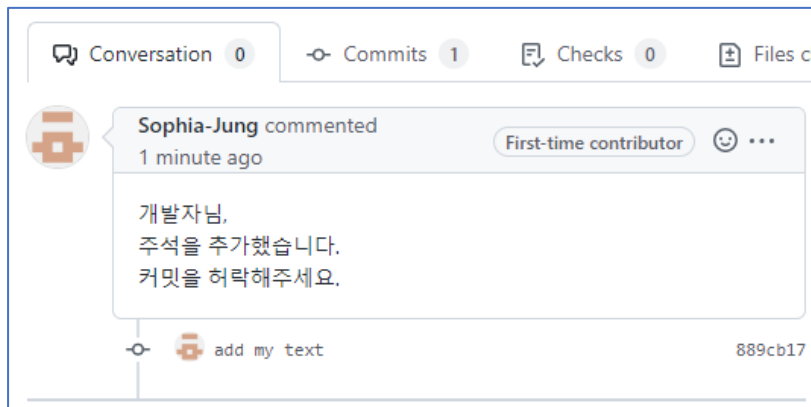 Conversation 0 Commits 1 Checks 0 Files c
Sophia-Jung commented
1 minute ago
First-time contributor
개발자님,
주석을 추가했습니다.
커밋을 허락해주세요.
add my text 889cb17